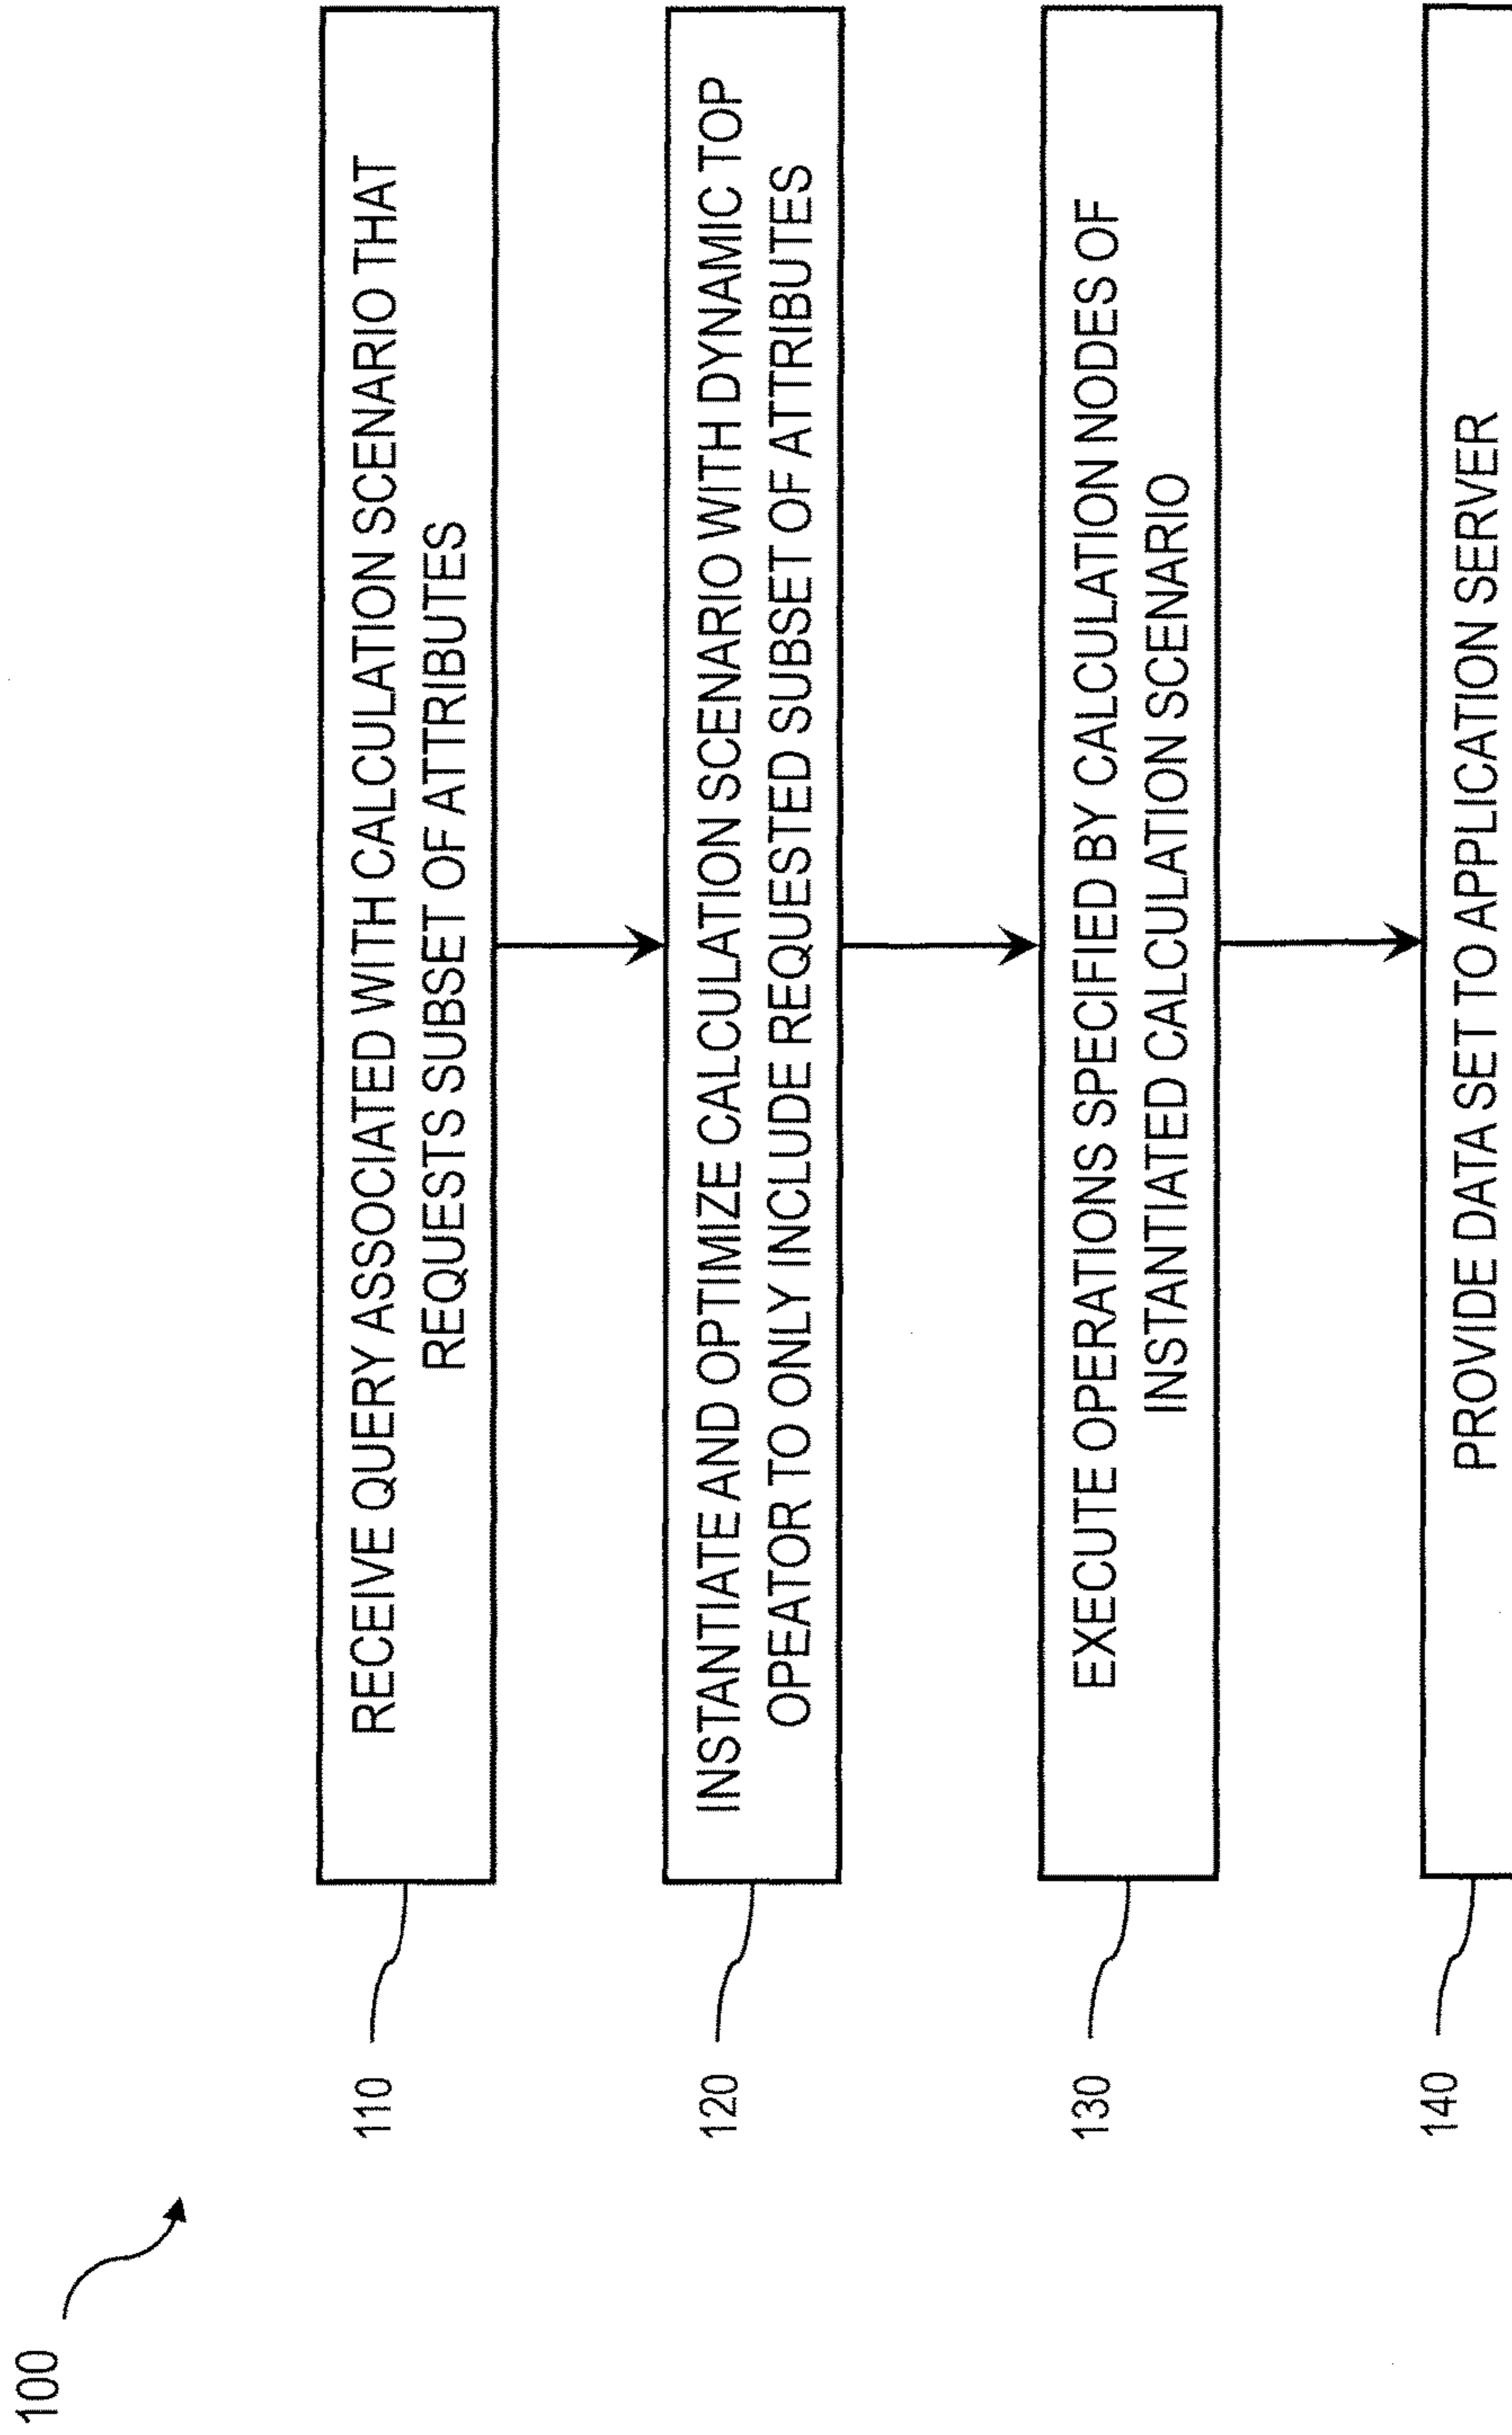 100
110
RECEIVE QUERY ASSOCIATED WITH CALCULATION SCENARIO THAT
REQUESTS SUBSET OF ATTRIBUTES
120
INSTANTIATE AND OPTIMIZE CALCULATION SCENARIO WITH DYNAMIC TOP
OPEATOR TO ONLY INCLUDE REQUESTED SUBSET OF ATTRIBUTES
130
EXECUTE OPERATIONS SPECIFIED BY CALCULATION NODES OF
INSTANTIATED CALCULATION SCENARIO
140
PROVIDE DATA SET TO APPLICATION SERVER